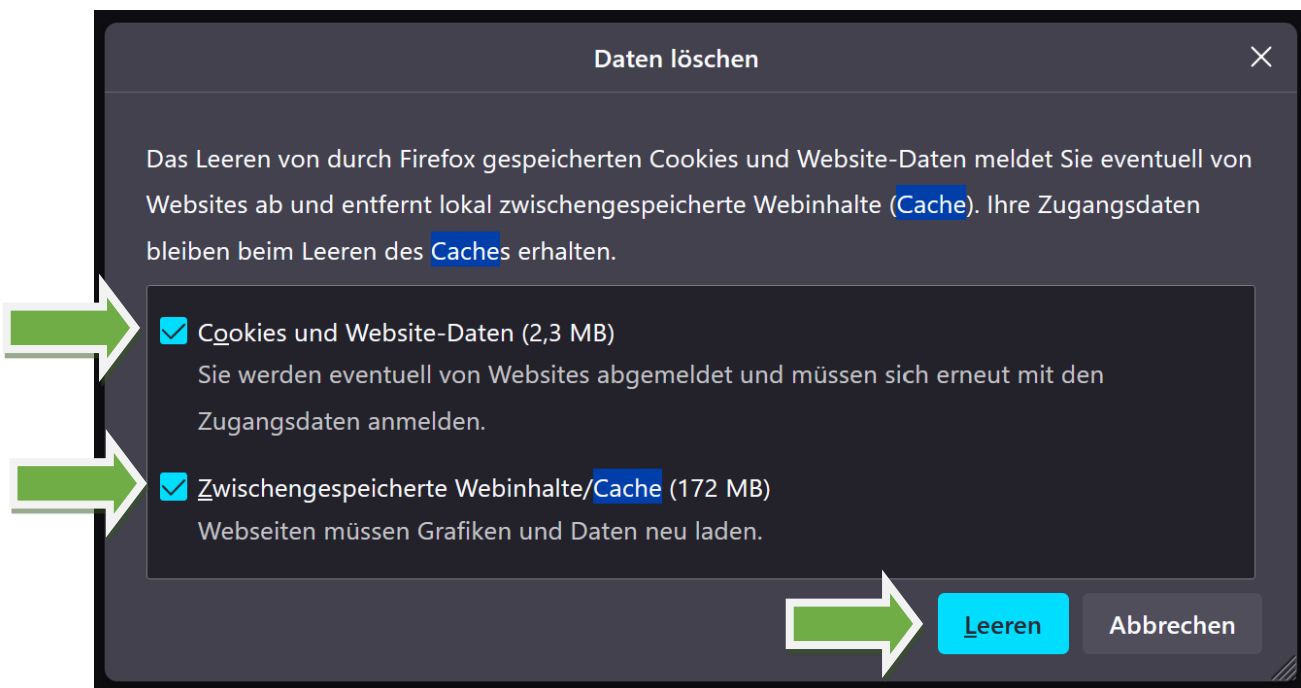 Daten löschen
Das Leeren von durch Firefox gespeicherten Cookies und Website-Daten meldet Sie eventuell von
Websites ab und entfernt lokal zwischengespeicherte Webinhalte (Cache). Ihre Zugangsdaten
bleiben beim Leeren des Caches erhalten.
Cookies und Website-Daten (2,3 MB)
Sie werden eventuell von Websites abgemeldet und müssen sich erneut mit den
Zugangsdaten anmelden.
Zwischengespeicherte Webinhalte/Cache (172 MB)
Webseiten müssen Grafiken und Daten neu laden.
Leeren Abbrechen